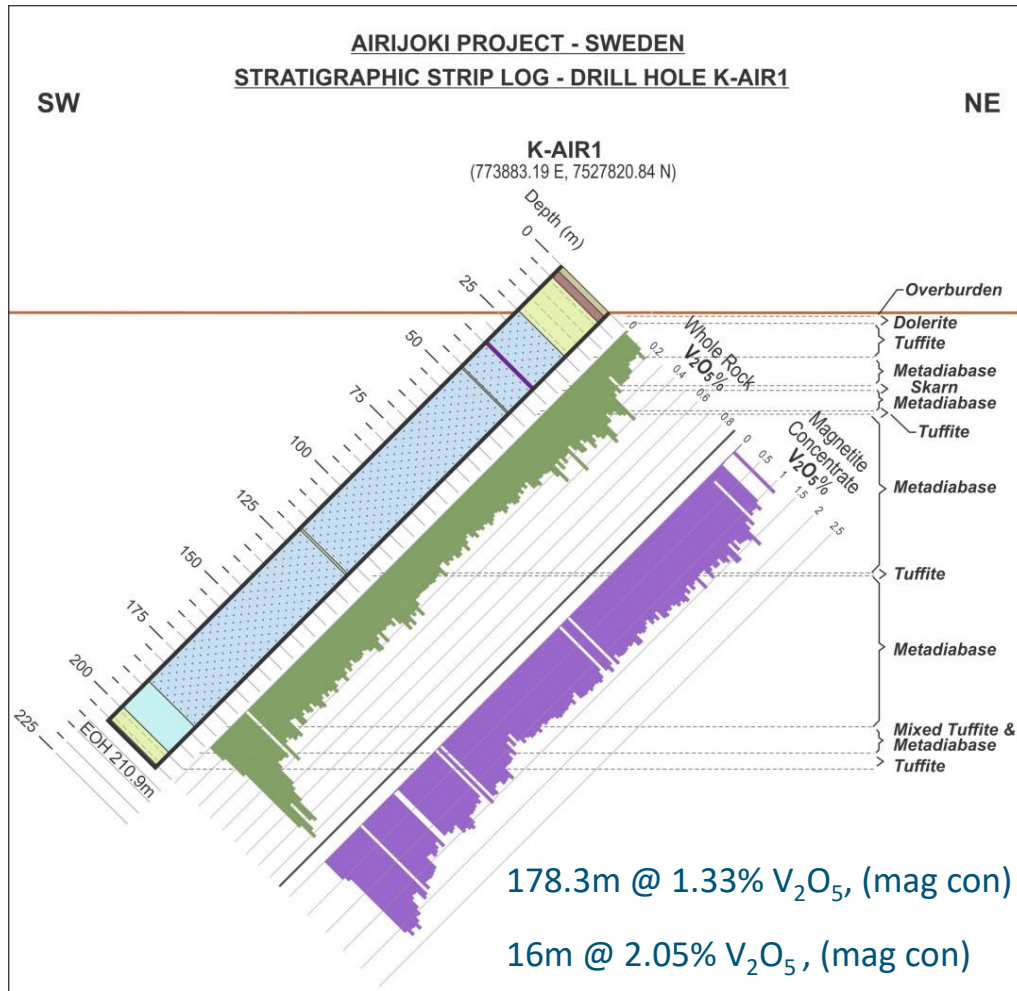 AIRIJOKI PROJECT - SWEDEN
STRATIGRAPHIC STRIP LOG - DRILL HOLE K-AIR1
SW
NE
K-AIR1
(773883.19 E, 7527820.84 N)
Depth (m)
0
25
50
75
100
125
150
175
200
225
EOH 210.9m
Whole Rock
V₂O₅%
0
0.2
0.4
0.6
0.8
Magnetite
Concentrate
V₂O₅%
0
0.5
1
1.5
2
2.5
Overburden
Dolerite
Tuffite
Metadiabase
Skarn
Metadiabase
Tuffite
Metadiabase
Tuffite
Metadiabase
Mixed Tuffite &
Metadiabase
Tuffite
178.3m @ 1.33% V₂O₅, (mag con)
16m @ 2.05% V₂O₅ , (mag con)